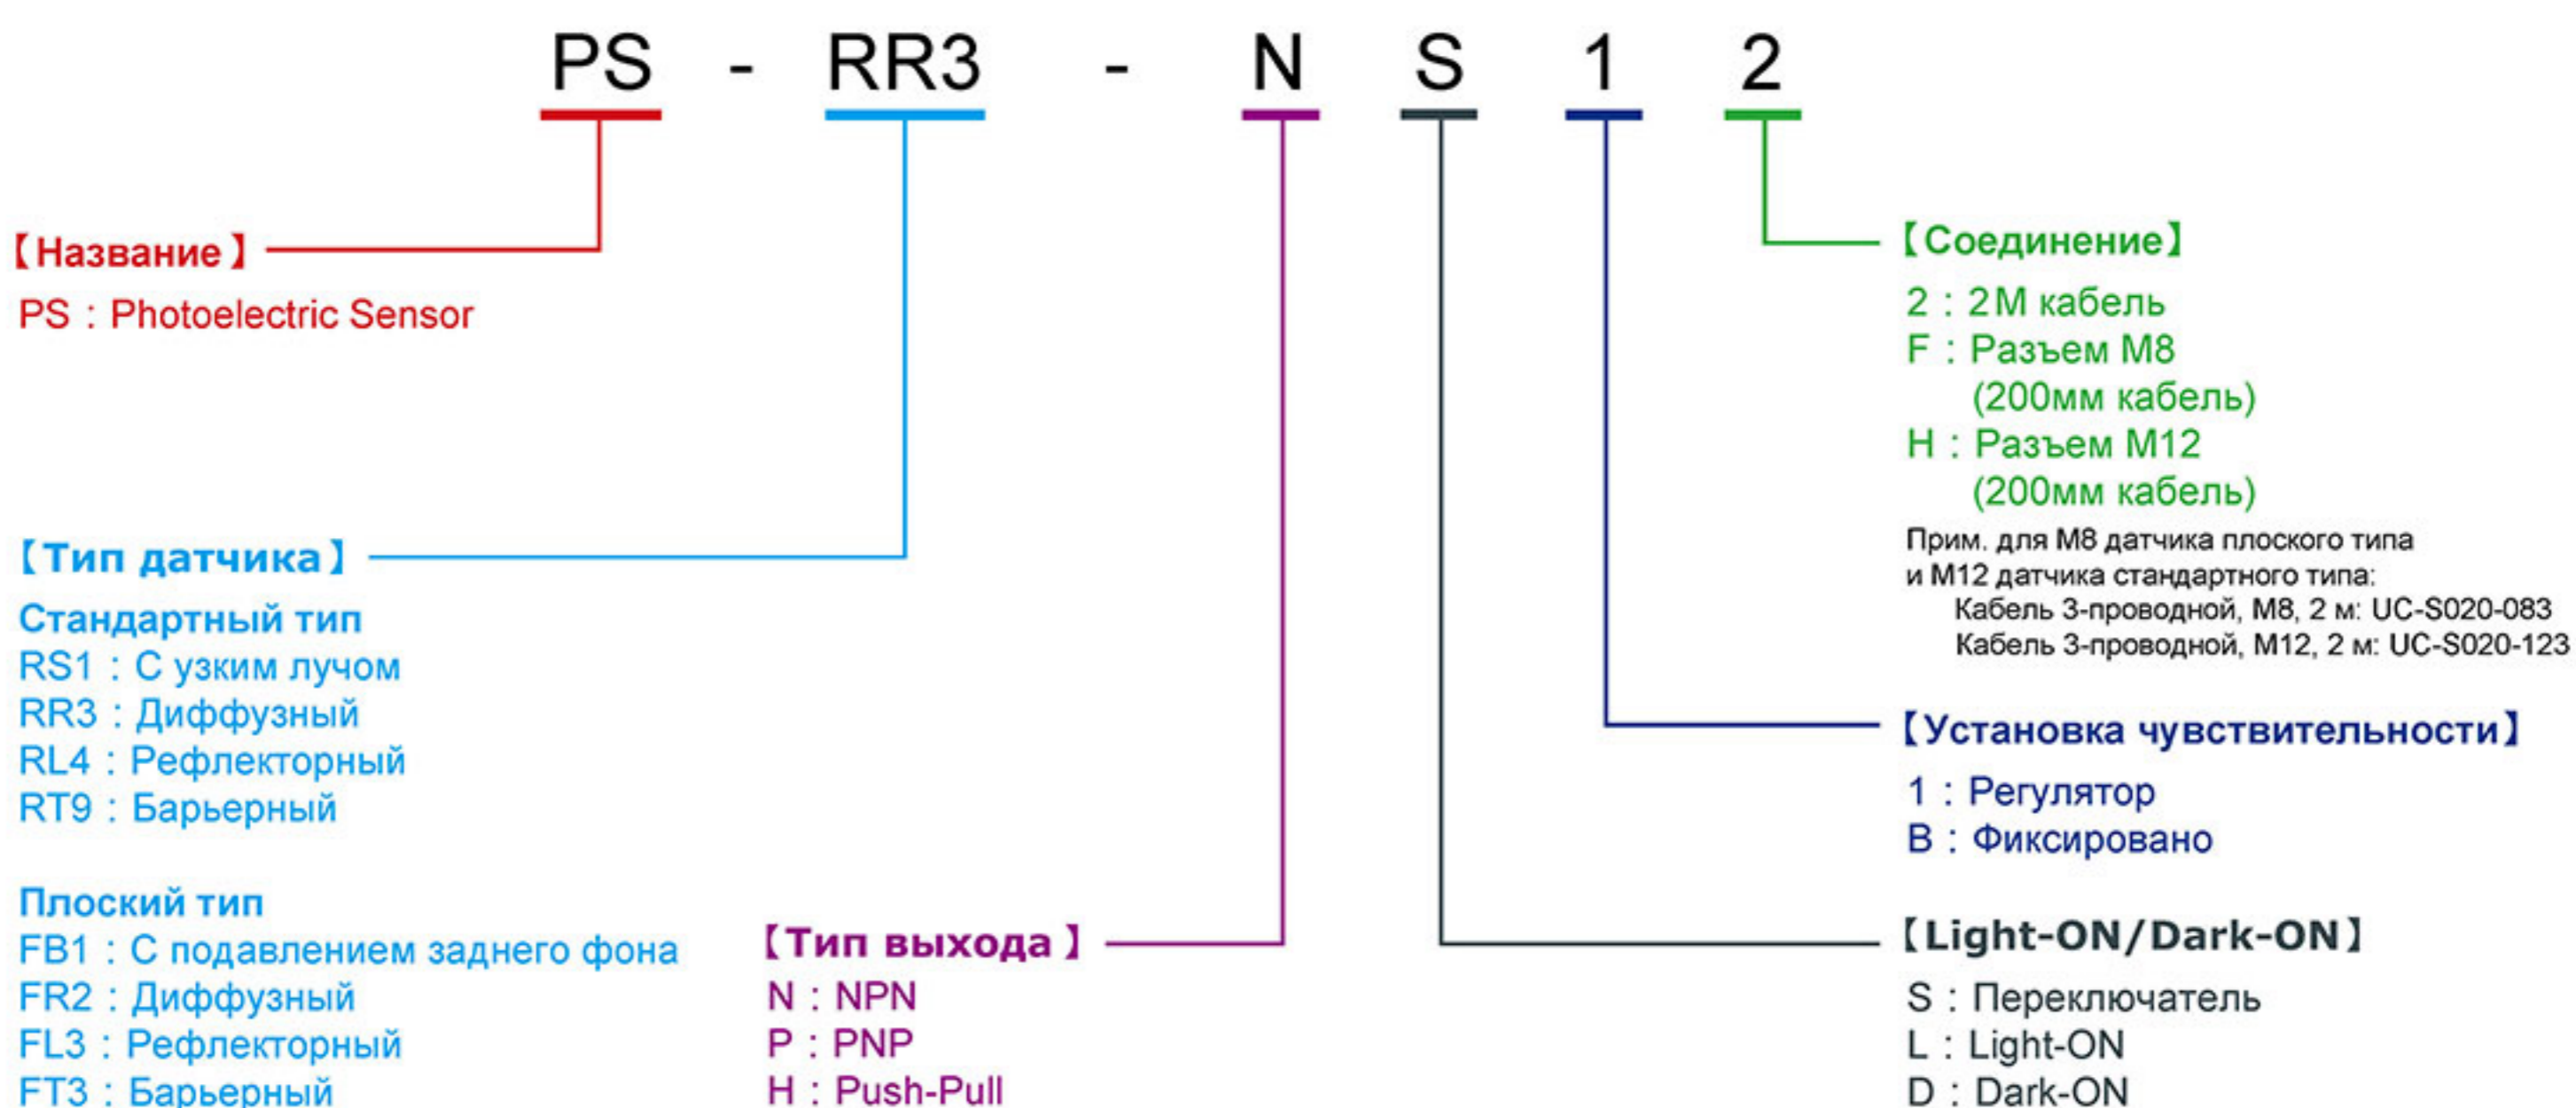 PS - RR3 - N S 1 2
【Название】
PS : Photoelectric Sensor
【Тип датчика】
Стандартный тип
RS1 : С узким лучом
RR3 : Диффузный
RL4 : Рефлекторный
RT9 : Барьерный
Плоский тип
FB1 : С подавлением заднего фона
FR2 : Диффузный
FL3 : Рефлекторный
FT3 : Барьерный
【Тип выхода】
N : NPN
P : PNP
H : Push-Pull
【Соединение】
2 : 2М кабель
F : Разъем М8
(200мм кабель)
H : Разъем М12
(200мм кабель)
Прим. для М8 датчика плоского типа
и М12 датчика стандартного типа:
Кабель 3-проводной, М8, 2 м: UC-S020-083
Кабель 3-проводной, М12, 2 м: UC-S020-123
【Установка чувствительности】
1 : Регулятор
B : Фиксировано
【Light-ON/Dark-ON】
S : Переключатель
L : Light-ON
D : Dark-ON